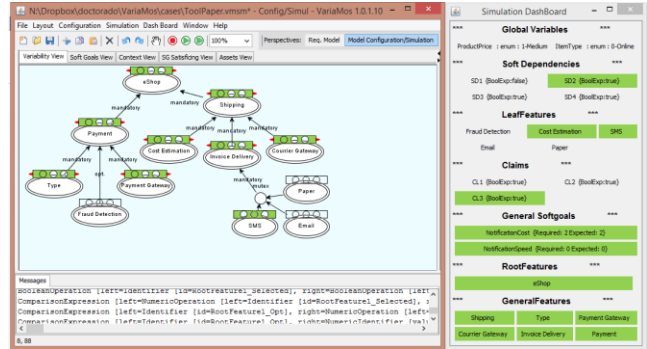 N:\Dropbox\doctorado\VariaMos\cases\ToolPaper.vmsm* - Config/Simul - VariaMos 1.0.1.10
File Layout Configuration Simulation Dash Board Window Help
100% Perspectives: Req. Model Model Configuration/Simulation
Variability View Soft Goals View Context View SG Satisficing View Assets View
eShop
mandatory
mandatory
Shipping
Payment
mandatory
mandatory
mandatory
Cost Estimation
Invoice Delivery
Courrier Gateway
mandatory
opt
mandatory
mandatory
mutex
Type
Payment Gateway
Paper
Fraud Detection
SMS
Email
Messages
BooleanOperation [left=Identifier [id=RootFeature1_Selected], right=BooleanOperation [left
ComparisonExpression [left=NumericOperation [left=Identifier [id=RootFeature1_Selected], r
ComparisonExpression [left=Identifier [id=RootFeature1_Opt], right=NumericOperation [left=
ComparisonExpression [left=Identifier [id=RootFeature1_Opt], right=NumericIdentifier [val
8, 88
Simulation DashBoard
*** Global Variables ***
ProductPrice : enum : 1-Medium ItemType : enum : 0-Online
*** Soft Dependencies ***
SD1 {BoolExp:false} SD2 {BoolExp:true}
SD3 {BoolExp:true} SD4 {BoolExp:true}
*** LeafFeatures ***
Fraud Detection Cost Estimation SMS
Email Paper
*** Claims ***
CL1 {BoolExp:true} CL2 {BoolExp:true}
CL3 {BoolExp:true}
*** General Softgoals ***
NotificationCost {Required: 2 Expected: 2}
NotificationSpeed {Required: 0 Expected: 0}
*** RootFeatures ***
eShop
*** GeneralFeatures ***
Shipping Type Payment Gateway
Courrier Gateway Invoice Delivery Payment